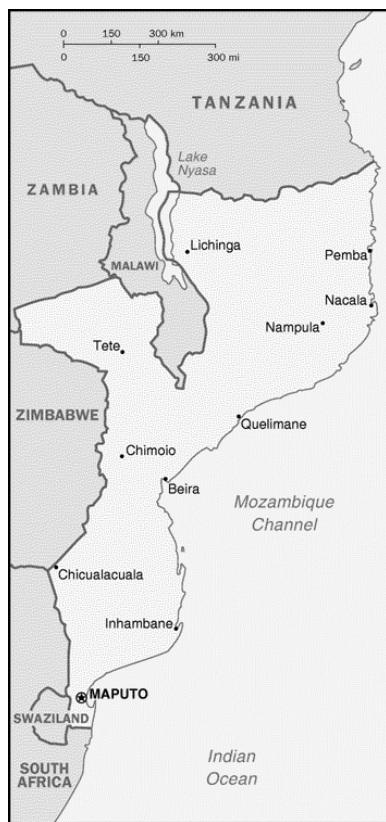 0 150 300 km
0 150 300 mi
TANZANIA
Lake
Nyasa
ZAMBIA
MALAWI
Lichinga
Pemba
Nacala
Nampula
Tete
ZIMBABWE
Quelimane
Chimoio
Beira
Mozambique
Channel
Chicualacuala
Inhambane
MAPUTO
SWAZILAND
SOUTH
AFRICA
Indian
Ocean